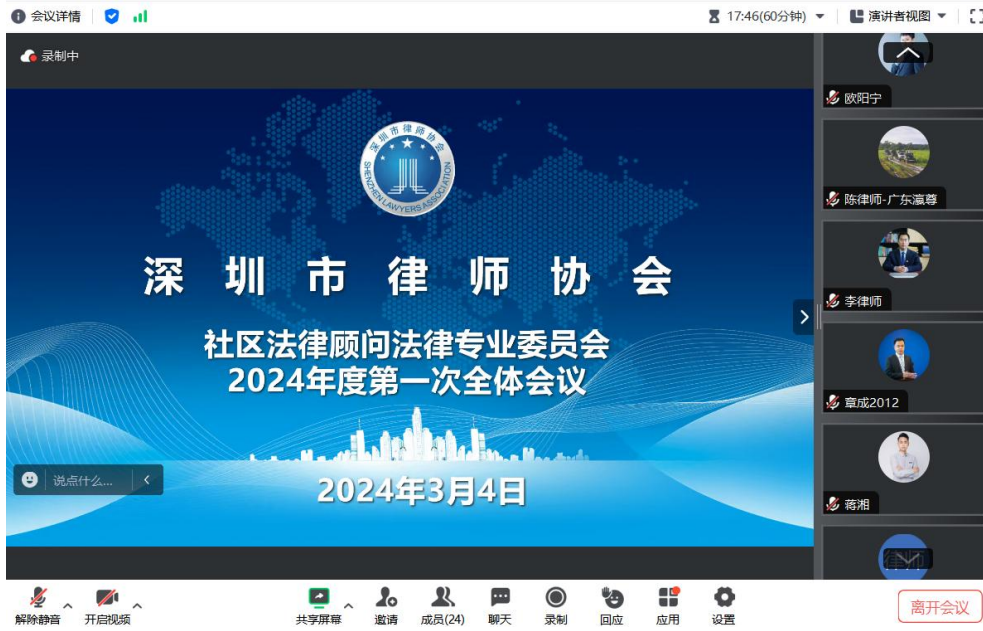 会议详情
17:46(60分钟)
演讲者视图
录制中
深圳市律师协会
SHENZHEN LAWYERS ASSOCIATION
深圳市律师协会
社区法律顾问法律专业委员会
2024年度第一次全体会议
2024年3月4日
说点什么...
欧阳宁
陈律师-广东瀛尊
李律师
章成2012
蒋湘
律师
解除静音
开启视频
共享屏幕
邀请
成员(24)
聊天
录制
回应
应用
设置
离开会议